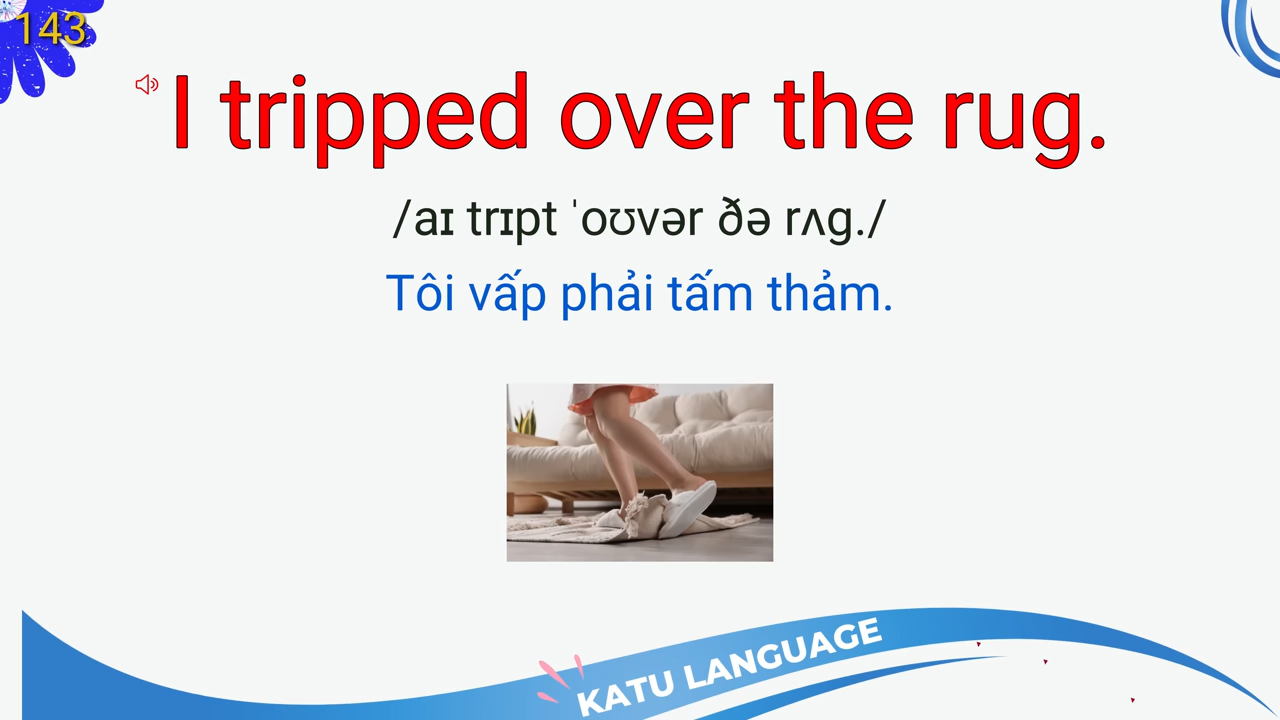 143
I tripped over the rug.
/aɪ trɪpt ˈoʊvər ðə rʌg./
Tôi vấp phải tấm thảm.
KATU LANGUAGE